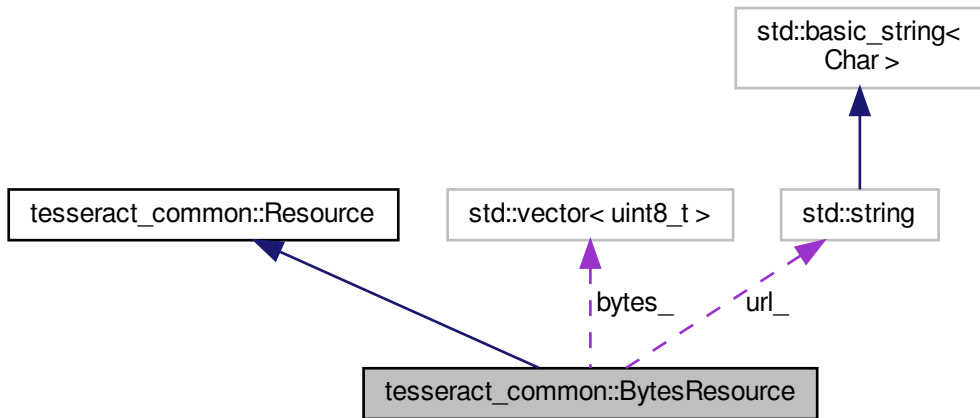 std::basic_string<
Char >
tesseract_common::Resource
std::vector< uint8_t >
std::string
bytes_
url_
tesseract_common::BytesResource